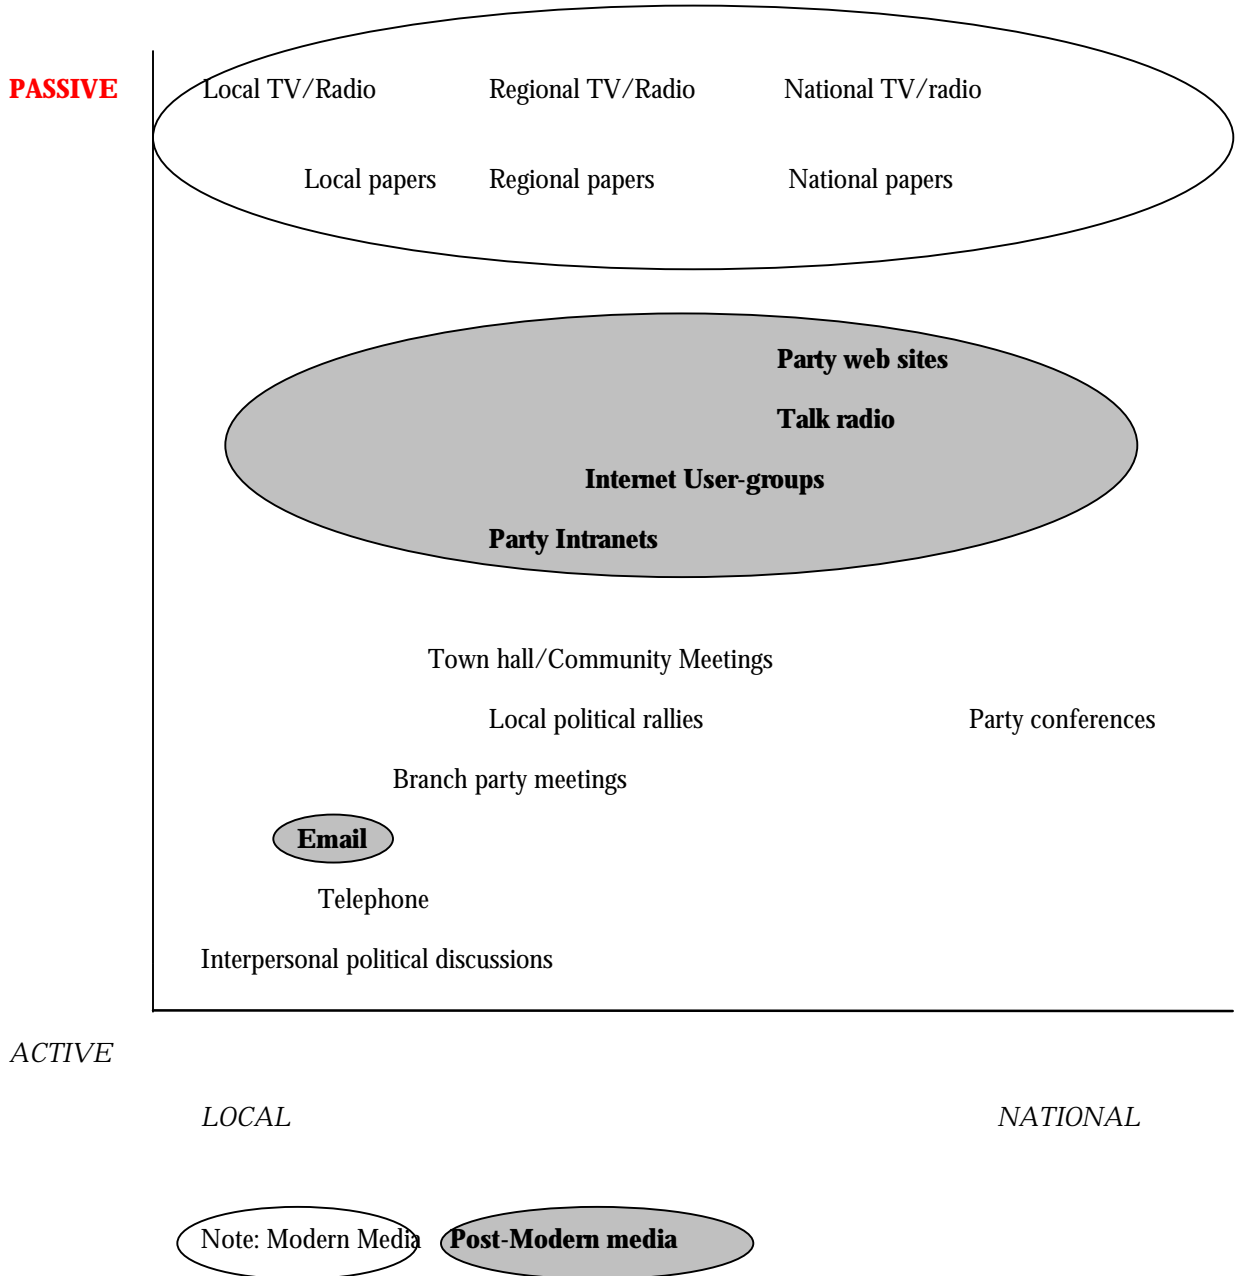 PASSIVE Local TV/Radio Regional TV/Radio National TV/radio
Local papers Regional papers National papers
Party web sites
Talk radio
Internet User-groups
Party Intranets
Town hall/Community Meetings
Local political rallies Party conferences
Branch party meetings
Email
Telephone
Interpersonal political discussions
ACTIVE
LOCAL NATIONAL
Note: Modern Media Post-Modern media